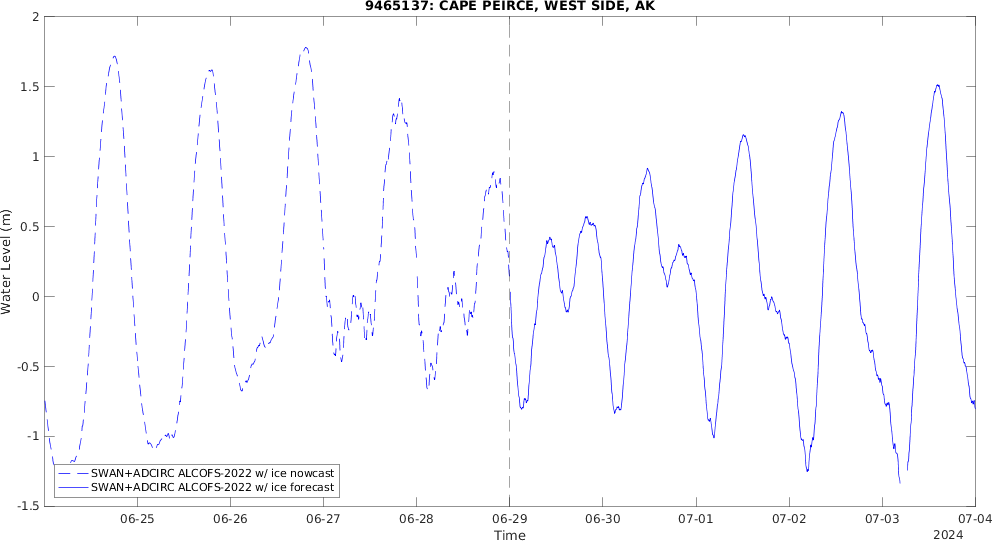 9465137: CAPE PEIRCE, WEST SIDE, AK
Water Level (m)
2
1.5
1
0.5
0
-0.5
-1
-1.5
SWAN+ADCIRC ALCOFS-2022 w/ ice nowcast
SWAN+ADCIRC ALCOFS-2022 w/ ice forecast
06-25 06-26 06-27 06-28 06-29 06-30 07-01 07-02 07-03 07-04
Time
2024